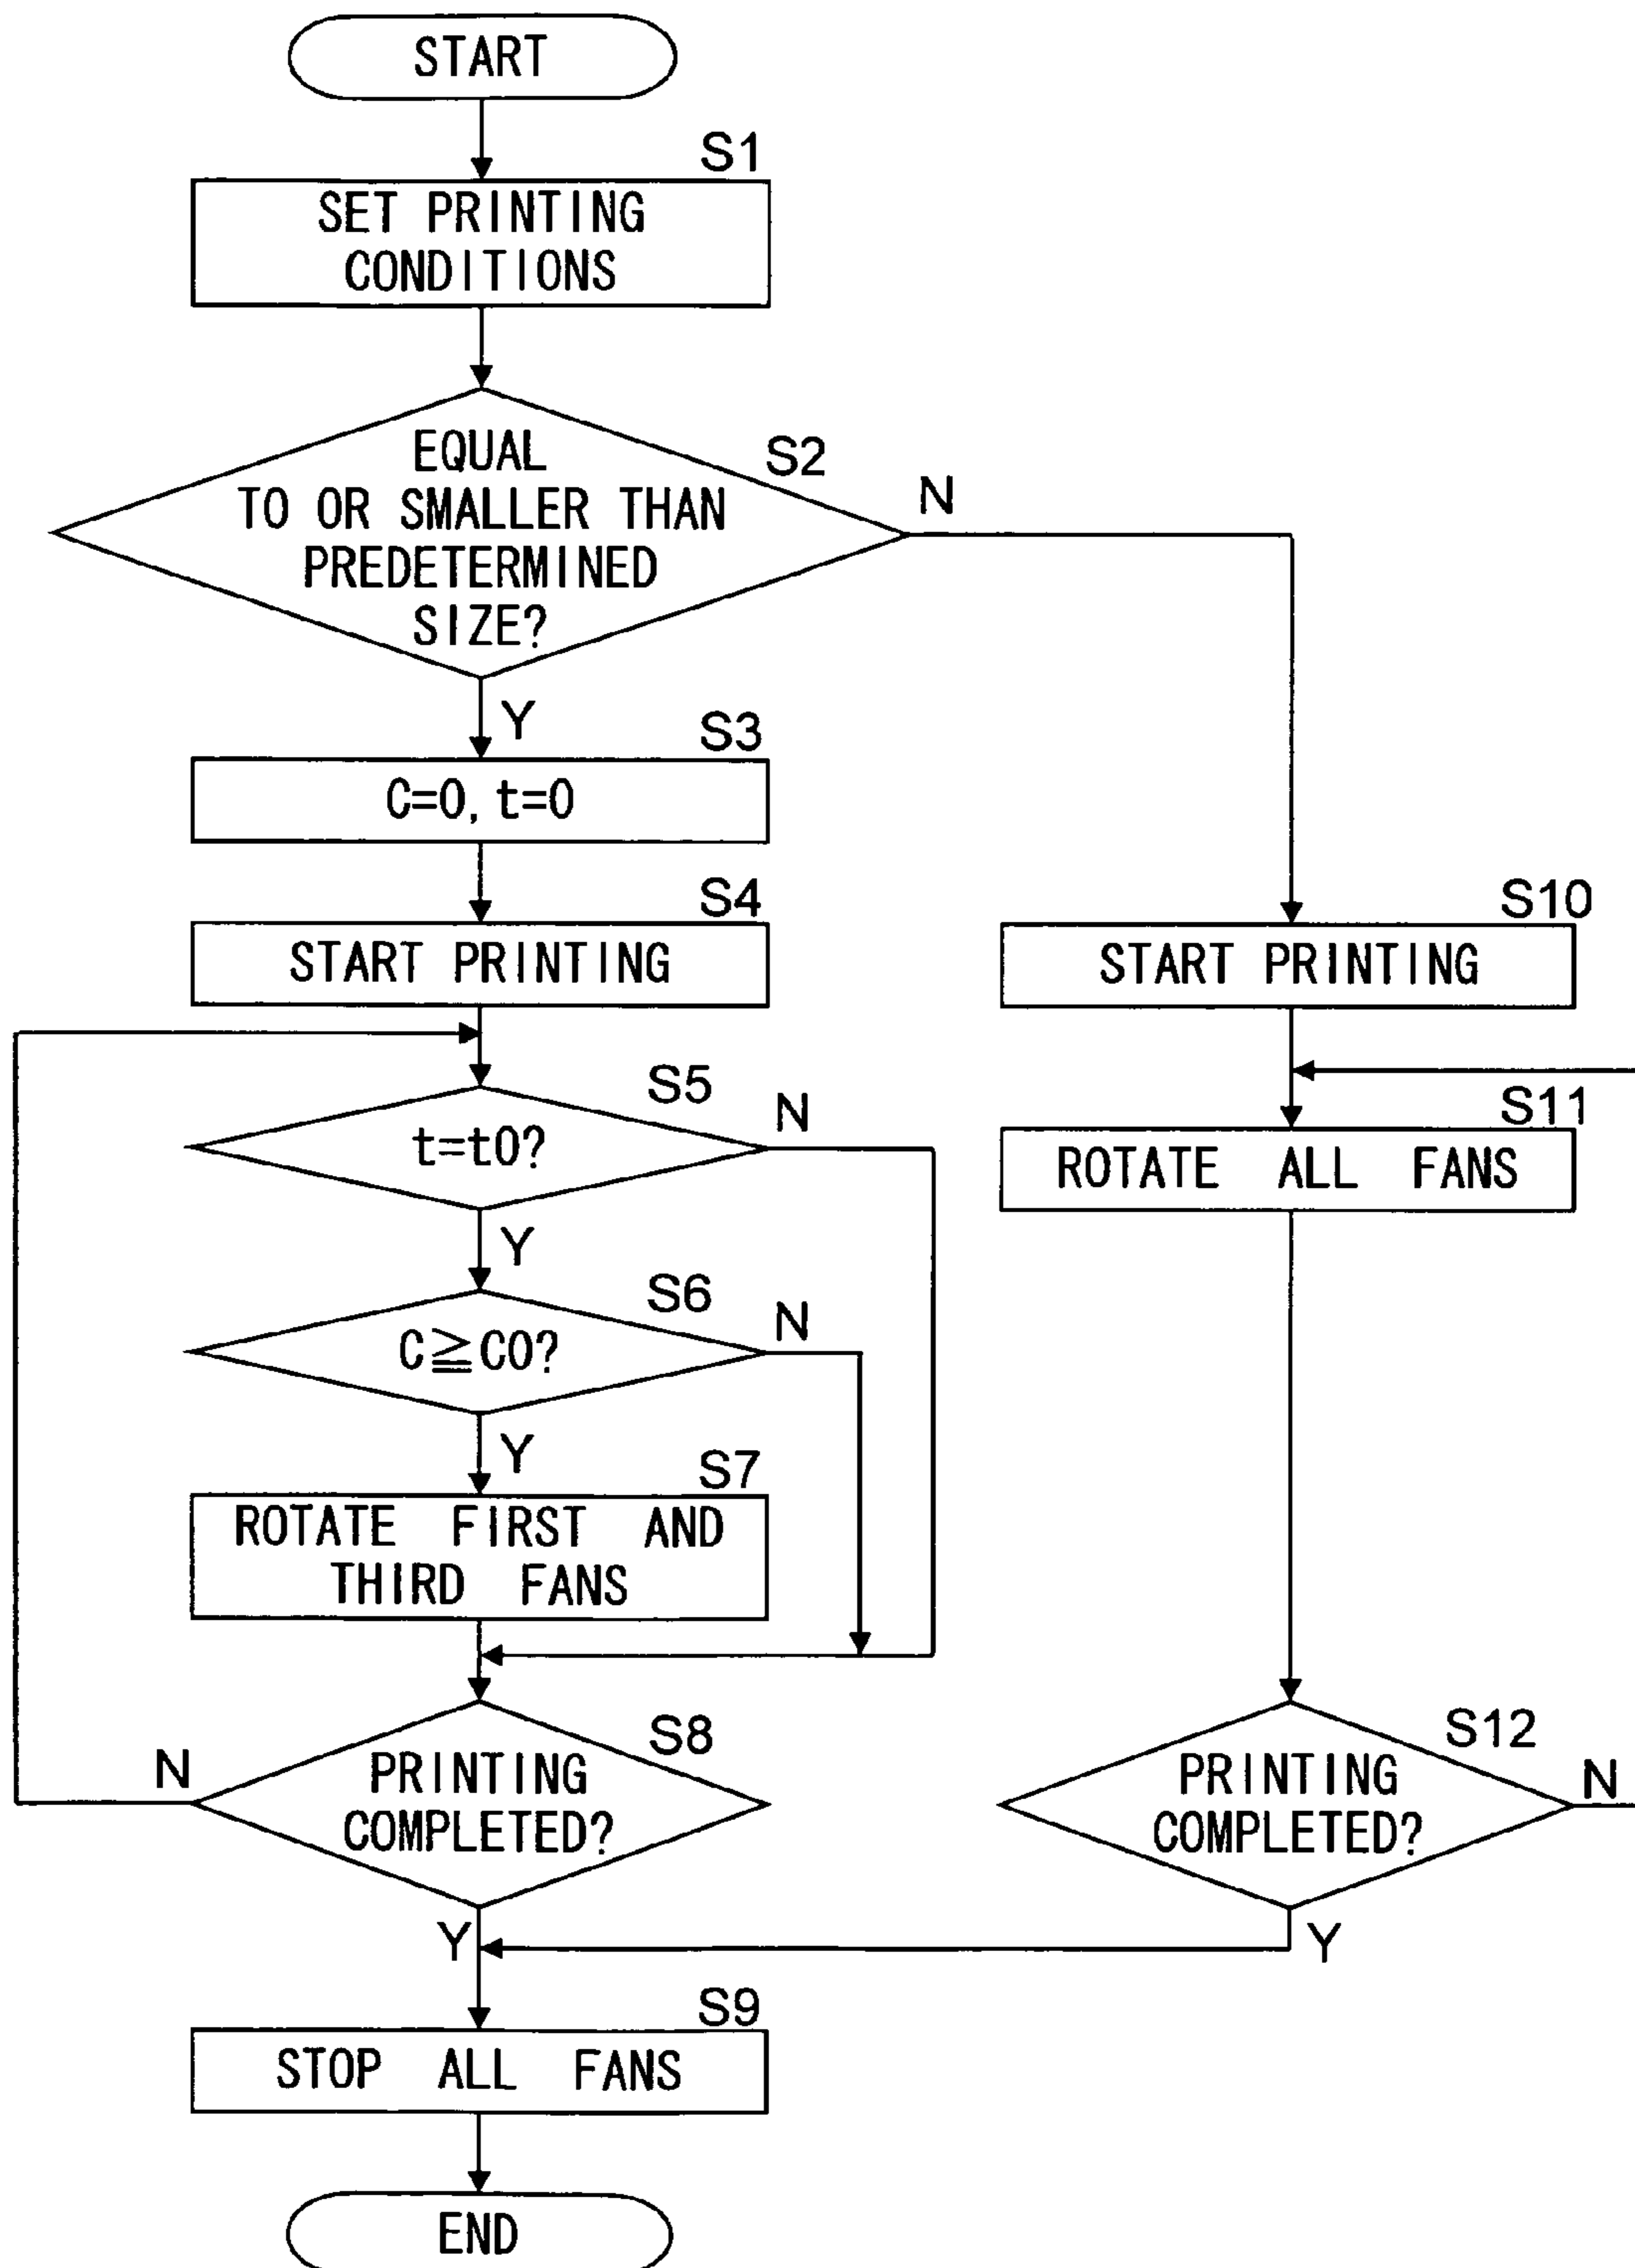 START
S1
SET PRINTING
CONDITIONS
S2
EQUAL
TO OR SMALLER THAN
PREDETERMINED
SIZE?
N
Y
S3
C=0, t=0
S4
START PRINTING
S10
START PRINTING
S5
t=t0?
N
Y
S11
ROTATE ALL FANS
S6
C≧C0?
N
Y
S7
ROTATE FIRST AND
THIRD FANS
S8
PRINTING
COMPLETED?
N
Y
S12
PRINTING
COMPLETED?
N
Y
S9
STOP ALL FANS
END